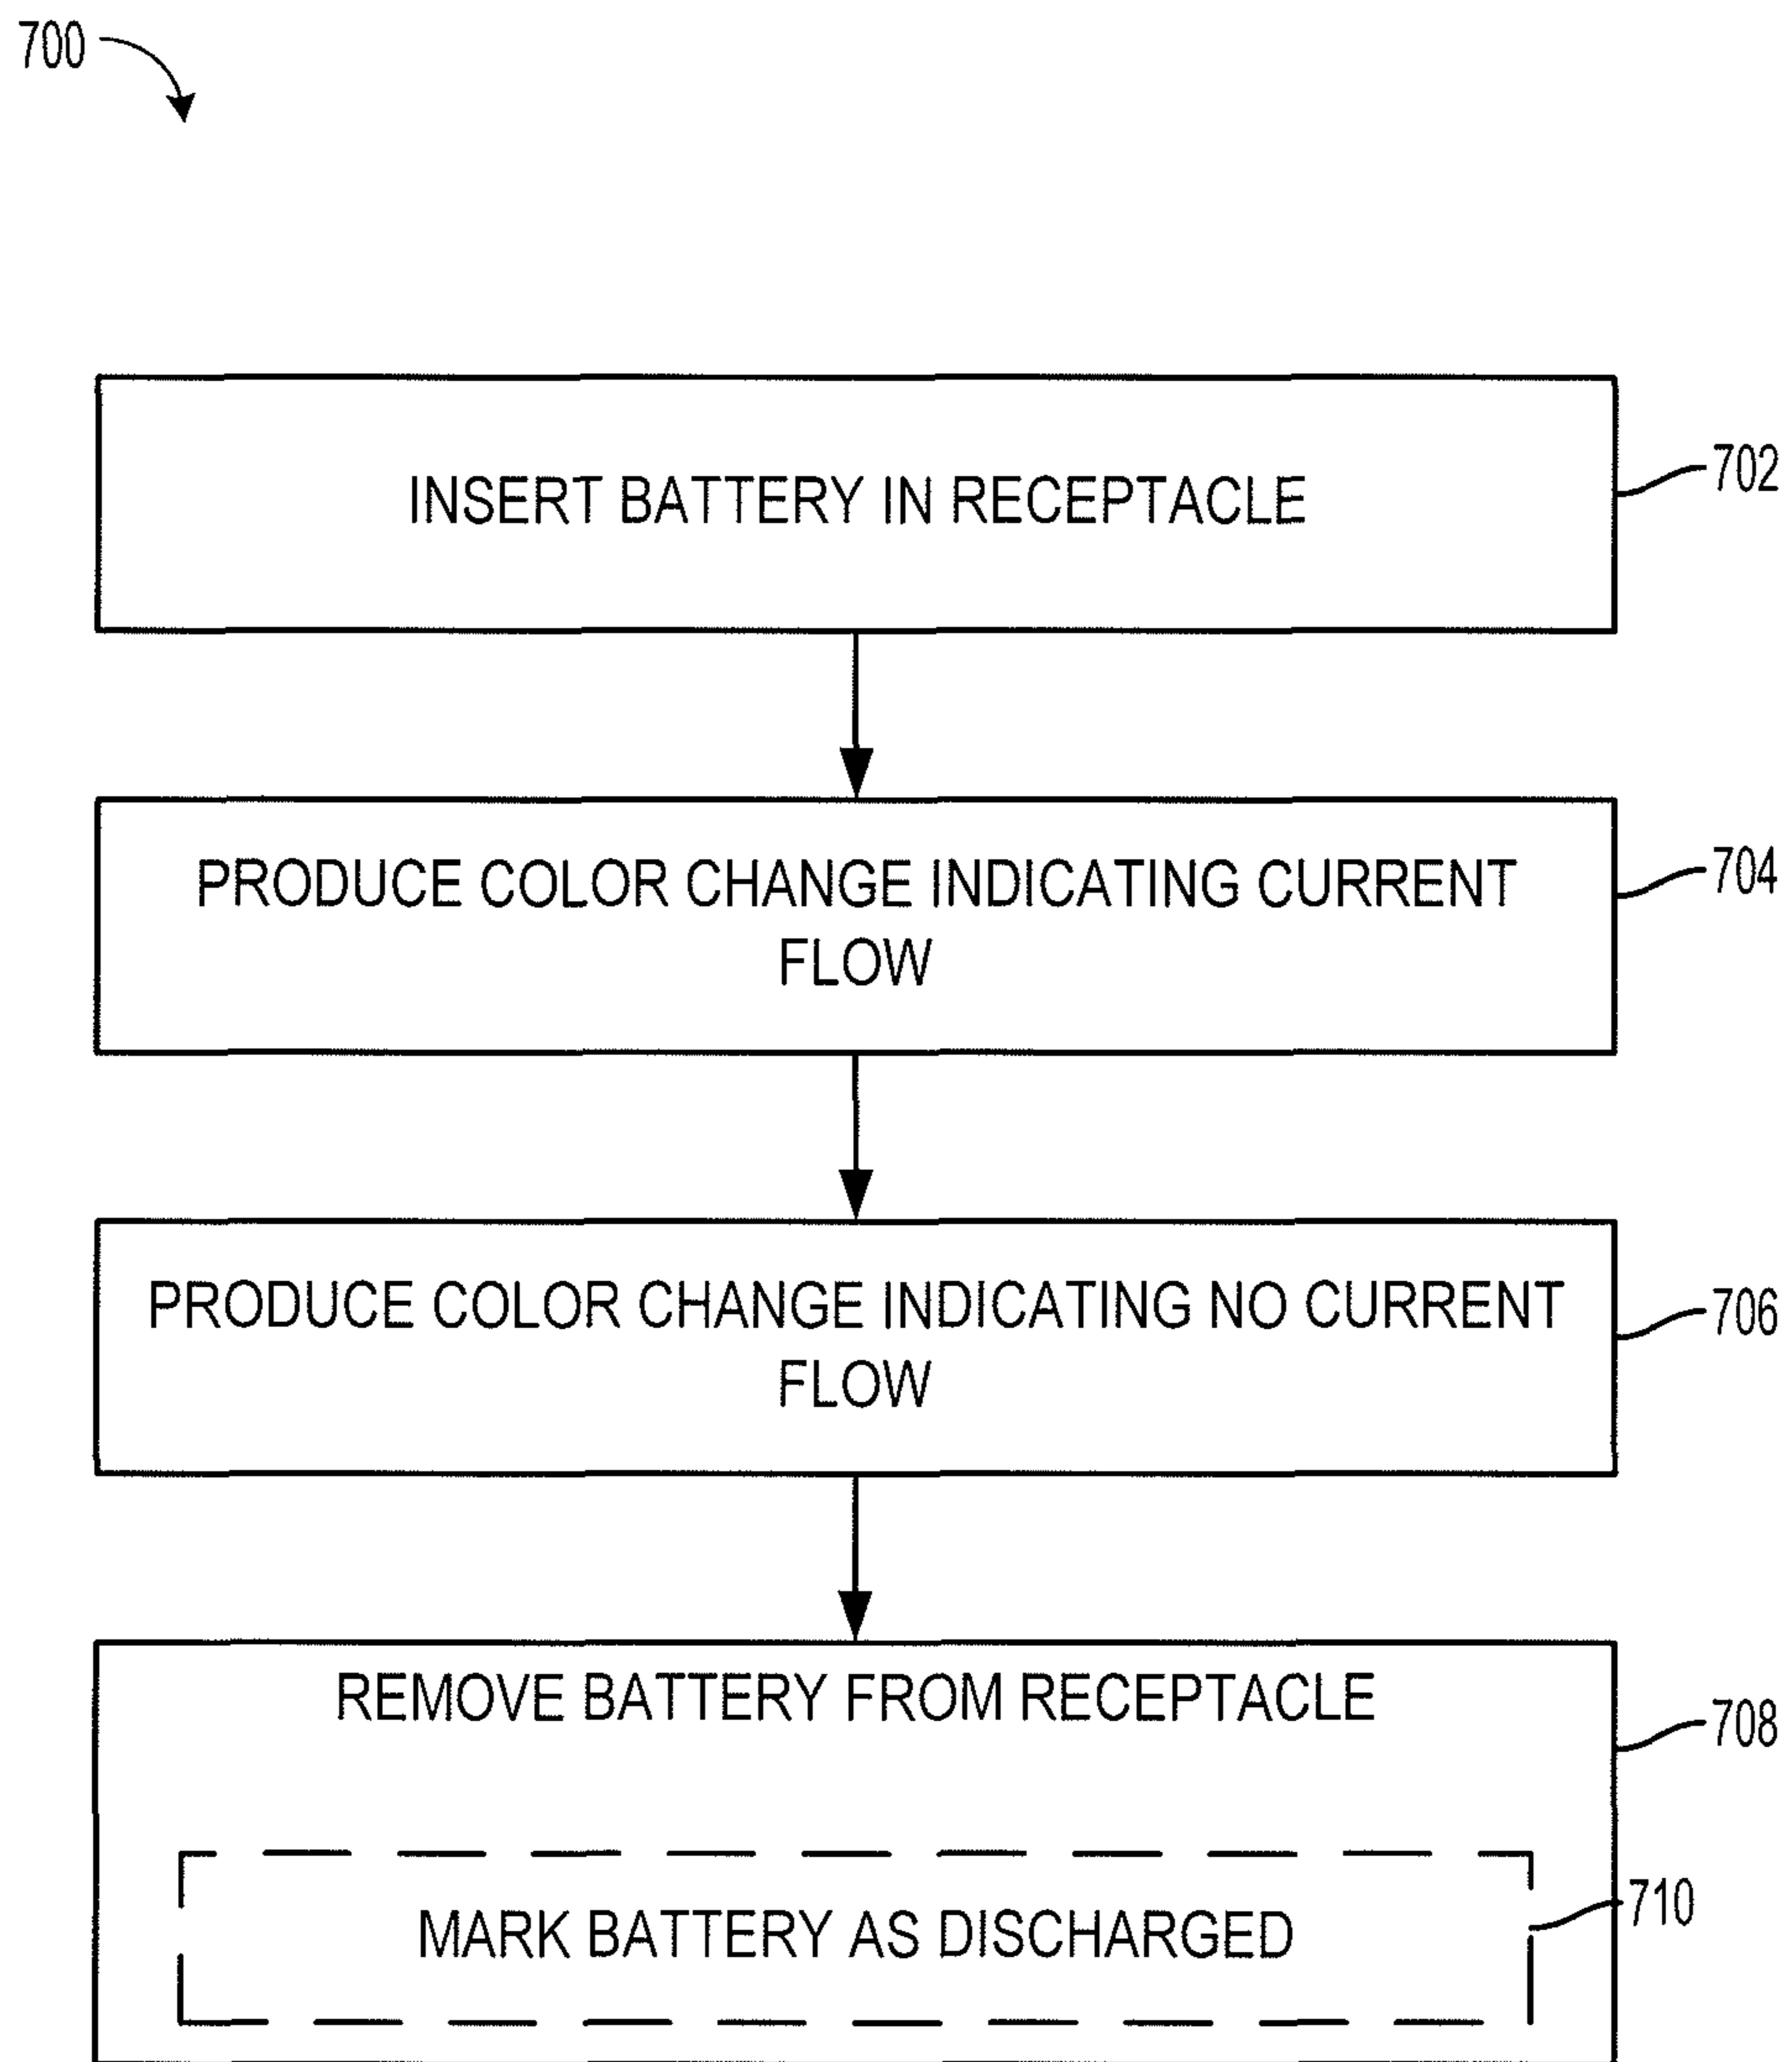 700
INSERT BATTERY IN RECEPTACLE
702
PRODUCE COLOR CHANGE INDICATING CURRENT
FLOW
704
PRODUCE COLOR CHANGE INDICATING NO CURRENT
FLOW
706
REMOVE BATTERY FROM RECEPTACLE
708
MARK BATTERY AS DISCHARGED
710